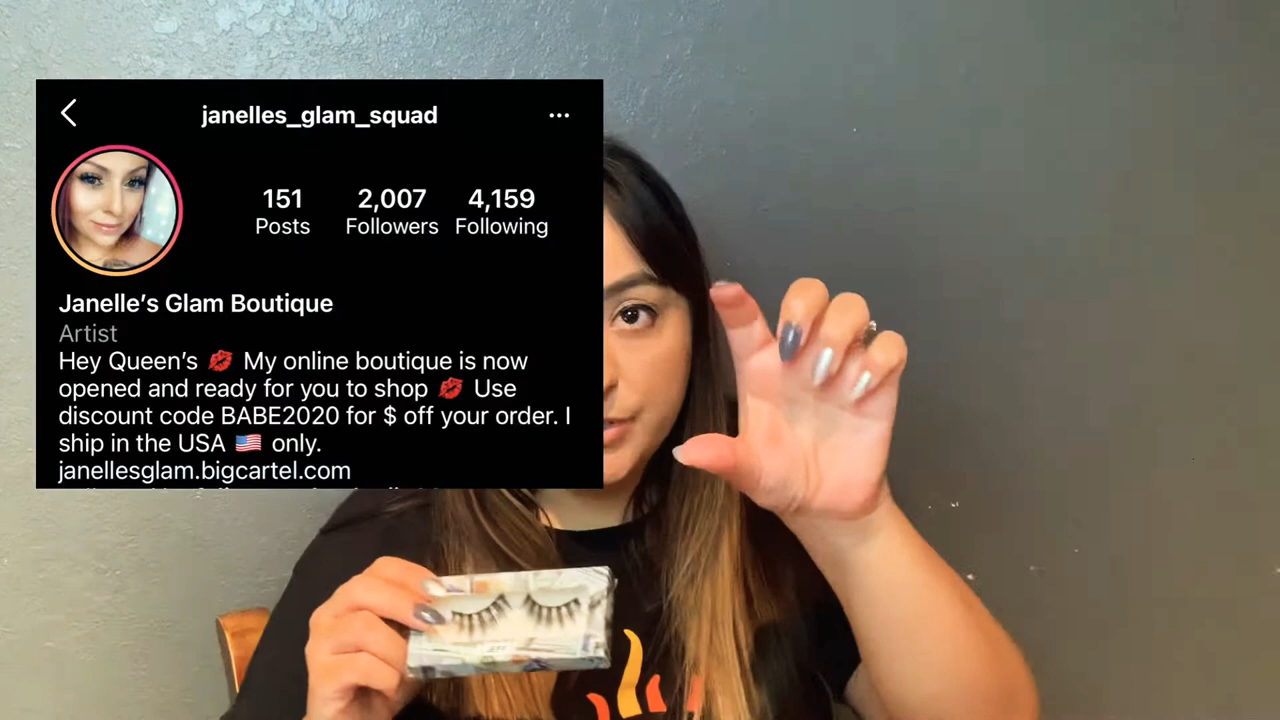 janelles_glam_squad
151
2,007
4,159
Posts
Followers
Following
Janelle’s Glam Boutique
Artist
Hey Queen’s 💋 My online boutique is now
opened and ready for you to shop 💋 Use
discount code BABE2020 for $ off your order. I
ship in the USA 🇺🇸 only.
janellesglam.bigcartel.com